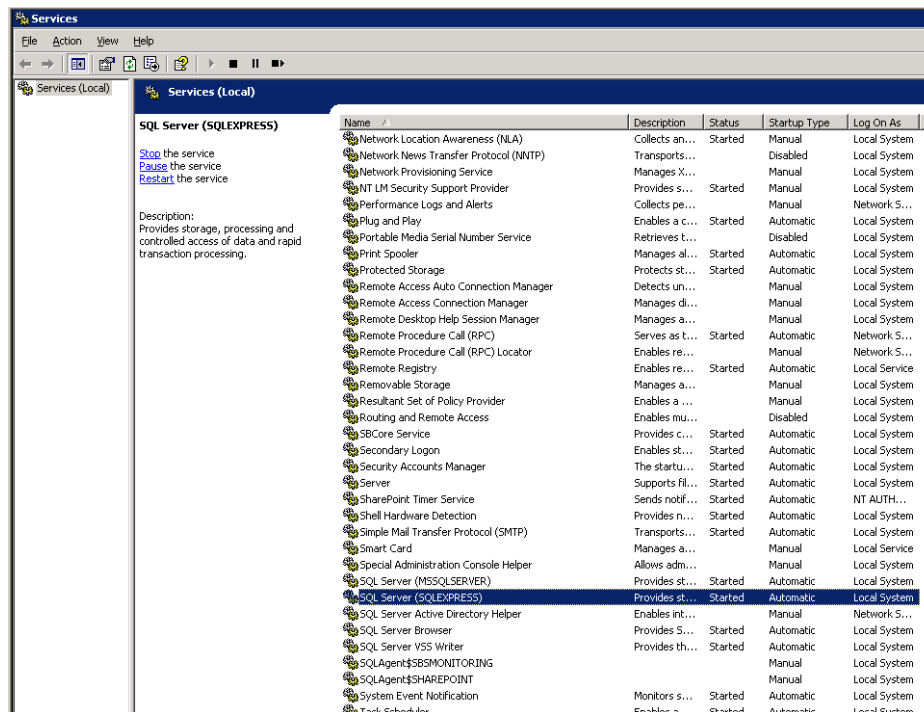 Services
File Action View Help
Services (Local)
Services (Local)
SQL Server (SQLEXPRESS)
Stop the service
Pause the service
Restart the service
Description:
Provides storage, processing and
controlled access of data and rapid
transaction processing.
Name Description Status Startup Type Log On As
Network Location Awareness (NLA) Collects an... Started Manual Local System
Network News Transfer Protocol (NNTP) Transports... Disabled Local System
Network Provisioning Service Manages X... Manual Local System
NT LM Security Support Provider Provides s... Started Manual Local System
Performance Logs and Alerts Collects pe... Manual Network S...
Plug and Play Enables a c... Started Automatic Local System
Portable Media Serial Number Service Retrieves t... Disabled Local System
Print Spooler Manages al... Started Automatic Local System
Protected Storage Protects st... Started Automatic Local System
Remote Access Auto Connection Manager Detects un... Manual Local System
Remote Access Connection Manager Manages di... Manual Local System
Remote Desktop Help Session Manager Manages a... Manual Local System
Remote Procedure Call (RPC) Serves as t... Started Automatic Network S...
Remote Procedure Call (RPC) Locator Enables re... Manual Network S...
Remote Registry Enables re... Started Automatic Local Service
Removable Storage Manages a... Manual Local System
Resultant Set of Policy Provider Enables a ... Manual Local System
Routing and Remote Access Enables mu... Disabled Local System
SBCore Service Provides c... Started Automatic Local System
Secondary Logon Enables st... Started Automatic Local System
Security Accounts Manager The startu... Started Automatic Local System
Server Supports fil... Started Automatic Local System
SharePoint Timer Service Sends notif... Started Automatic NT AUTH...
Shell Hardware Detection Provides n... Started Automatic Local System
Simple Mail Transfer Protocol (SMTP) Transports... Started Automatic Local System
Smart Card Manages a... Manual Local Service
Special Administration Console Helper Allows adm... Manual Local System
SQL Server (MSSQLSERVER) Provides st... Started Automatic Local System
SQL Server (SQLEXPRESS) Provides st... Started Automatic Local System
SQL Server Active Directory Helper Enables int... Manual Network S...
SQL Server Browser Provides S... Started Automatic Local System
SQL Server VSS Writer Provides th... Started Automatic Local System
SQLAgent$SBSMONITORING Manual Local System
SQLAgent$SHAREPOINT Manual Local System
System Event Notification Monitors s... Started Automatic Local System
Task Scheduler Enables a ... Started Automatic Local System